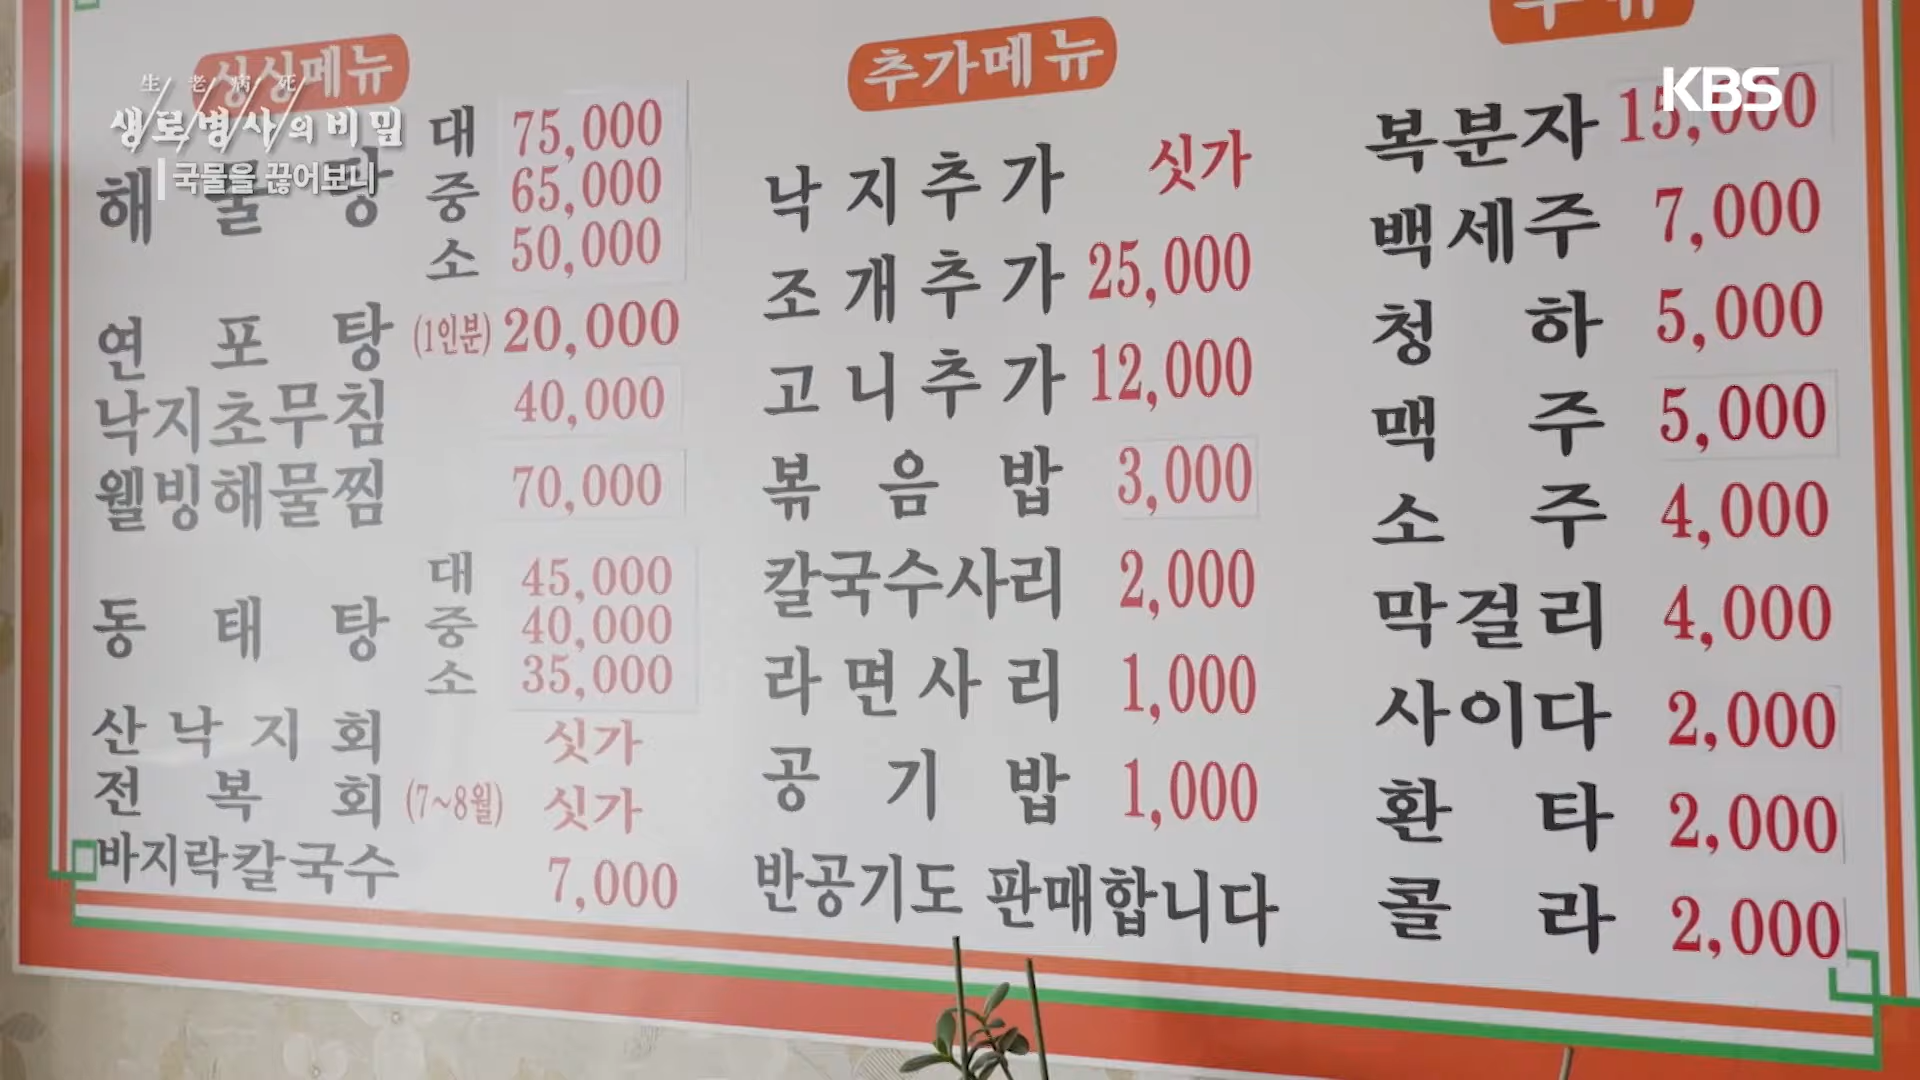 싱싱메뉴
生老病死
생로병사의 비밀
국물을 끊어보니
해물탕 대 75,000
중 65,000
소 50,000
연포탕 (1인분) 20,000
낙지초무침 40,000
웰빙해물찜 70,000
동태탕 대 45,000
중 40,000
소 35,000
산낙지회 싯가
전복회 (7~8월) 싯가
바지락칼국수 7,000
추가메뉴
낙지추가 싯가
조개추가 25,000
고니추가 12,000
볶음밥 3,000
칼국수사리 2,000
라면사리 1,000
공기밥 1,000
반공기도 판매합니다
KBS
복분자 15,000
백세주 7,000
청하 5,000
맥주 5,000
소주 4,000
막걸리 4,000
사이다 2,000
환타 2,000
콜라 2,000